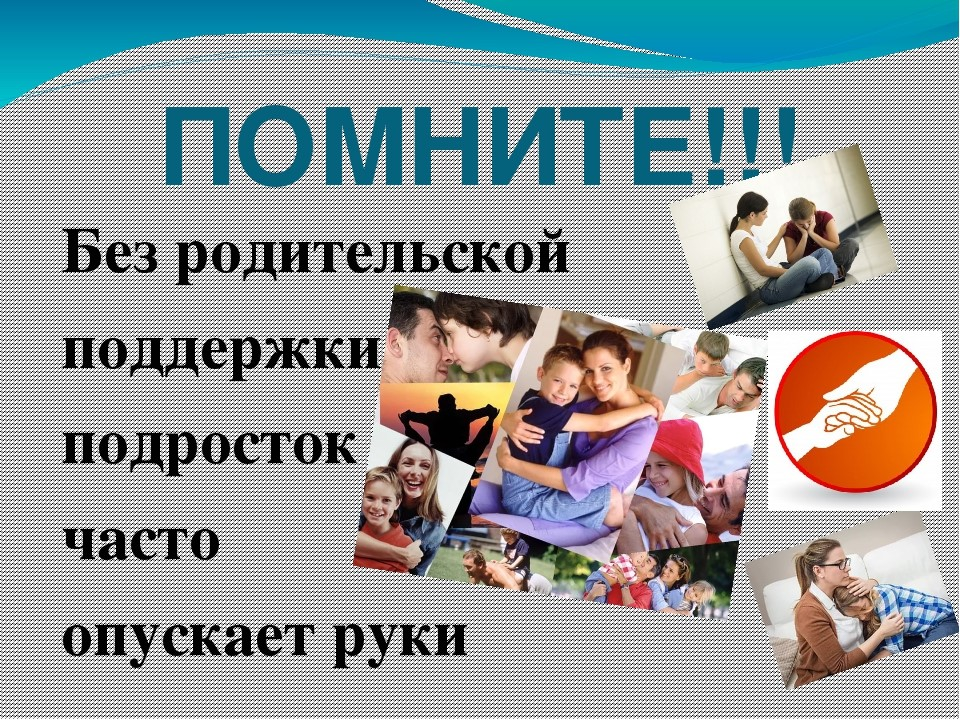 ПОМНИТЕ!!!
Без родительской
поддержки
подросток
часто
опускает руки